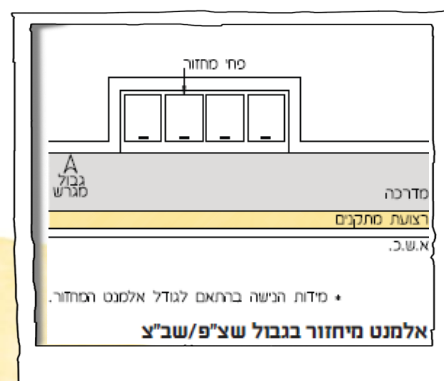 פחי מחזור
גבול
מגרש
מדרכה
רצועת מתקנים
א.ש.כ.
* מידות הנישה בהתאם לגודל אלמנט המחזור.
אלמנט מיחזור בגבול שצ"פ/שב"צ